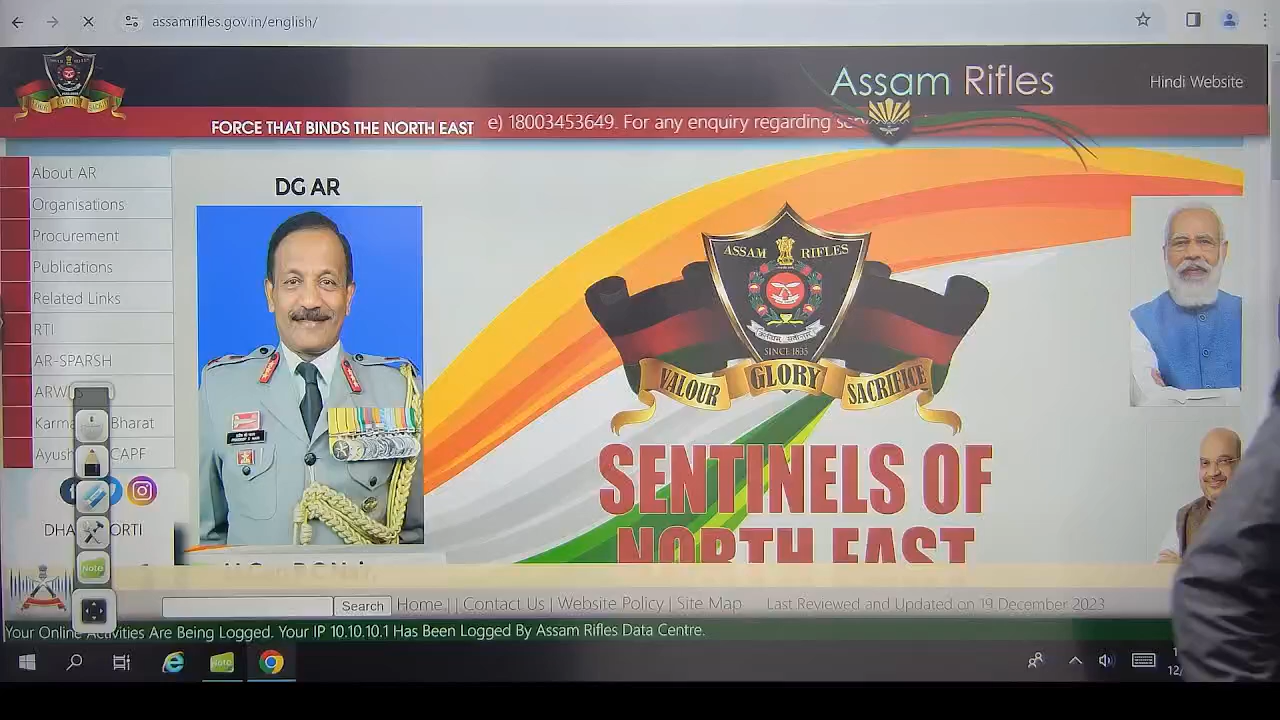 assamrifles.gov.in/english/
Assam Rifles
Hindi Website
FORCE THAT BINDS THE NORTH EAST
e) 18003453649. For any enquiry regarding
About AR
Organisations
Procurement
Publications
Related Links
RTI
AR-SPARSH
Bharat
CAPF
DG AR
ASSAM RIFLES
SINCE 1835
VALOUR GLORY SACRIFICE
SENTINELS OF
NORTH EAST
Note
Search
Home | | Contact Us | Website Policy | Site Map
Last Reviewed and Updated on 19 December 2023
Your Online Activities Are Being Logged. Your IP 10.10.10.1 Has Been Logged By Assam Rifles Data Centre.
Note